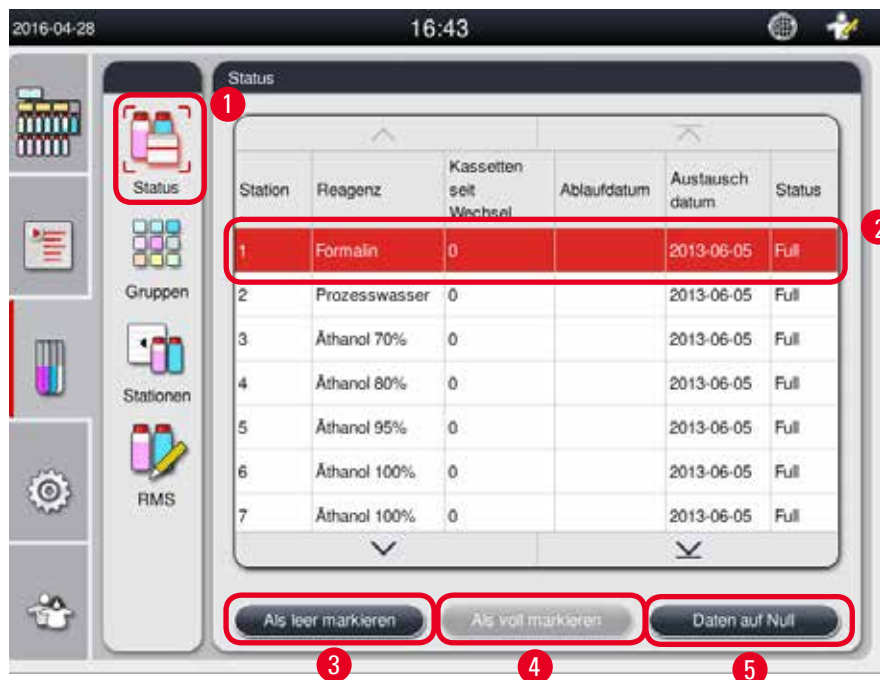 2016-04-28 16:43
Status
1
Status
Gruppen
Stationen
RMS
Station Reagenz Kassetten seit Wechsel Ablaufdatum Austausch datum Status
1 Formalin 0 2013-06-05 Full
2
2 Prozesswasser 0 2013-06-05 Full
3 Äthanol 70% 0 2013-06-05 Full
4 Äthanol 80% 0 2013-06-05 Full
5 Äthanol 95% 0 2013-06-05 Full
6 Äthanol 100% 0 2013-06-05 Full
7 Äthanol 100% 0 2013-06-05 Full
Als leer markieren Als voll markieren Daten auf Null
3 4 5